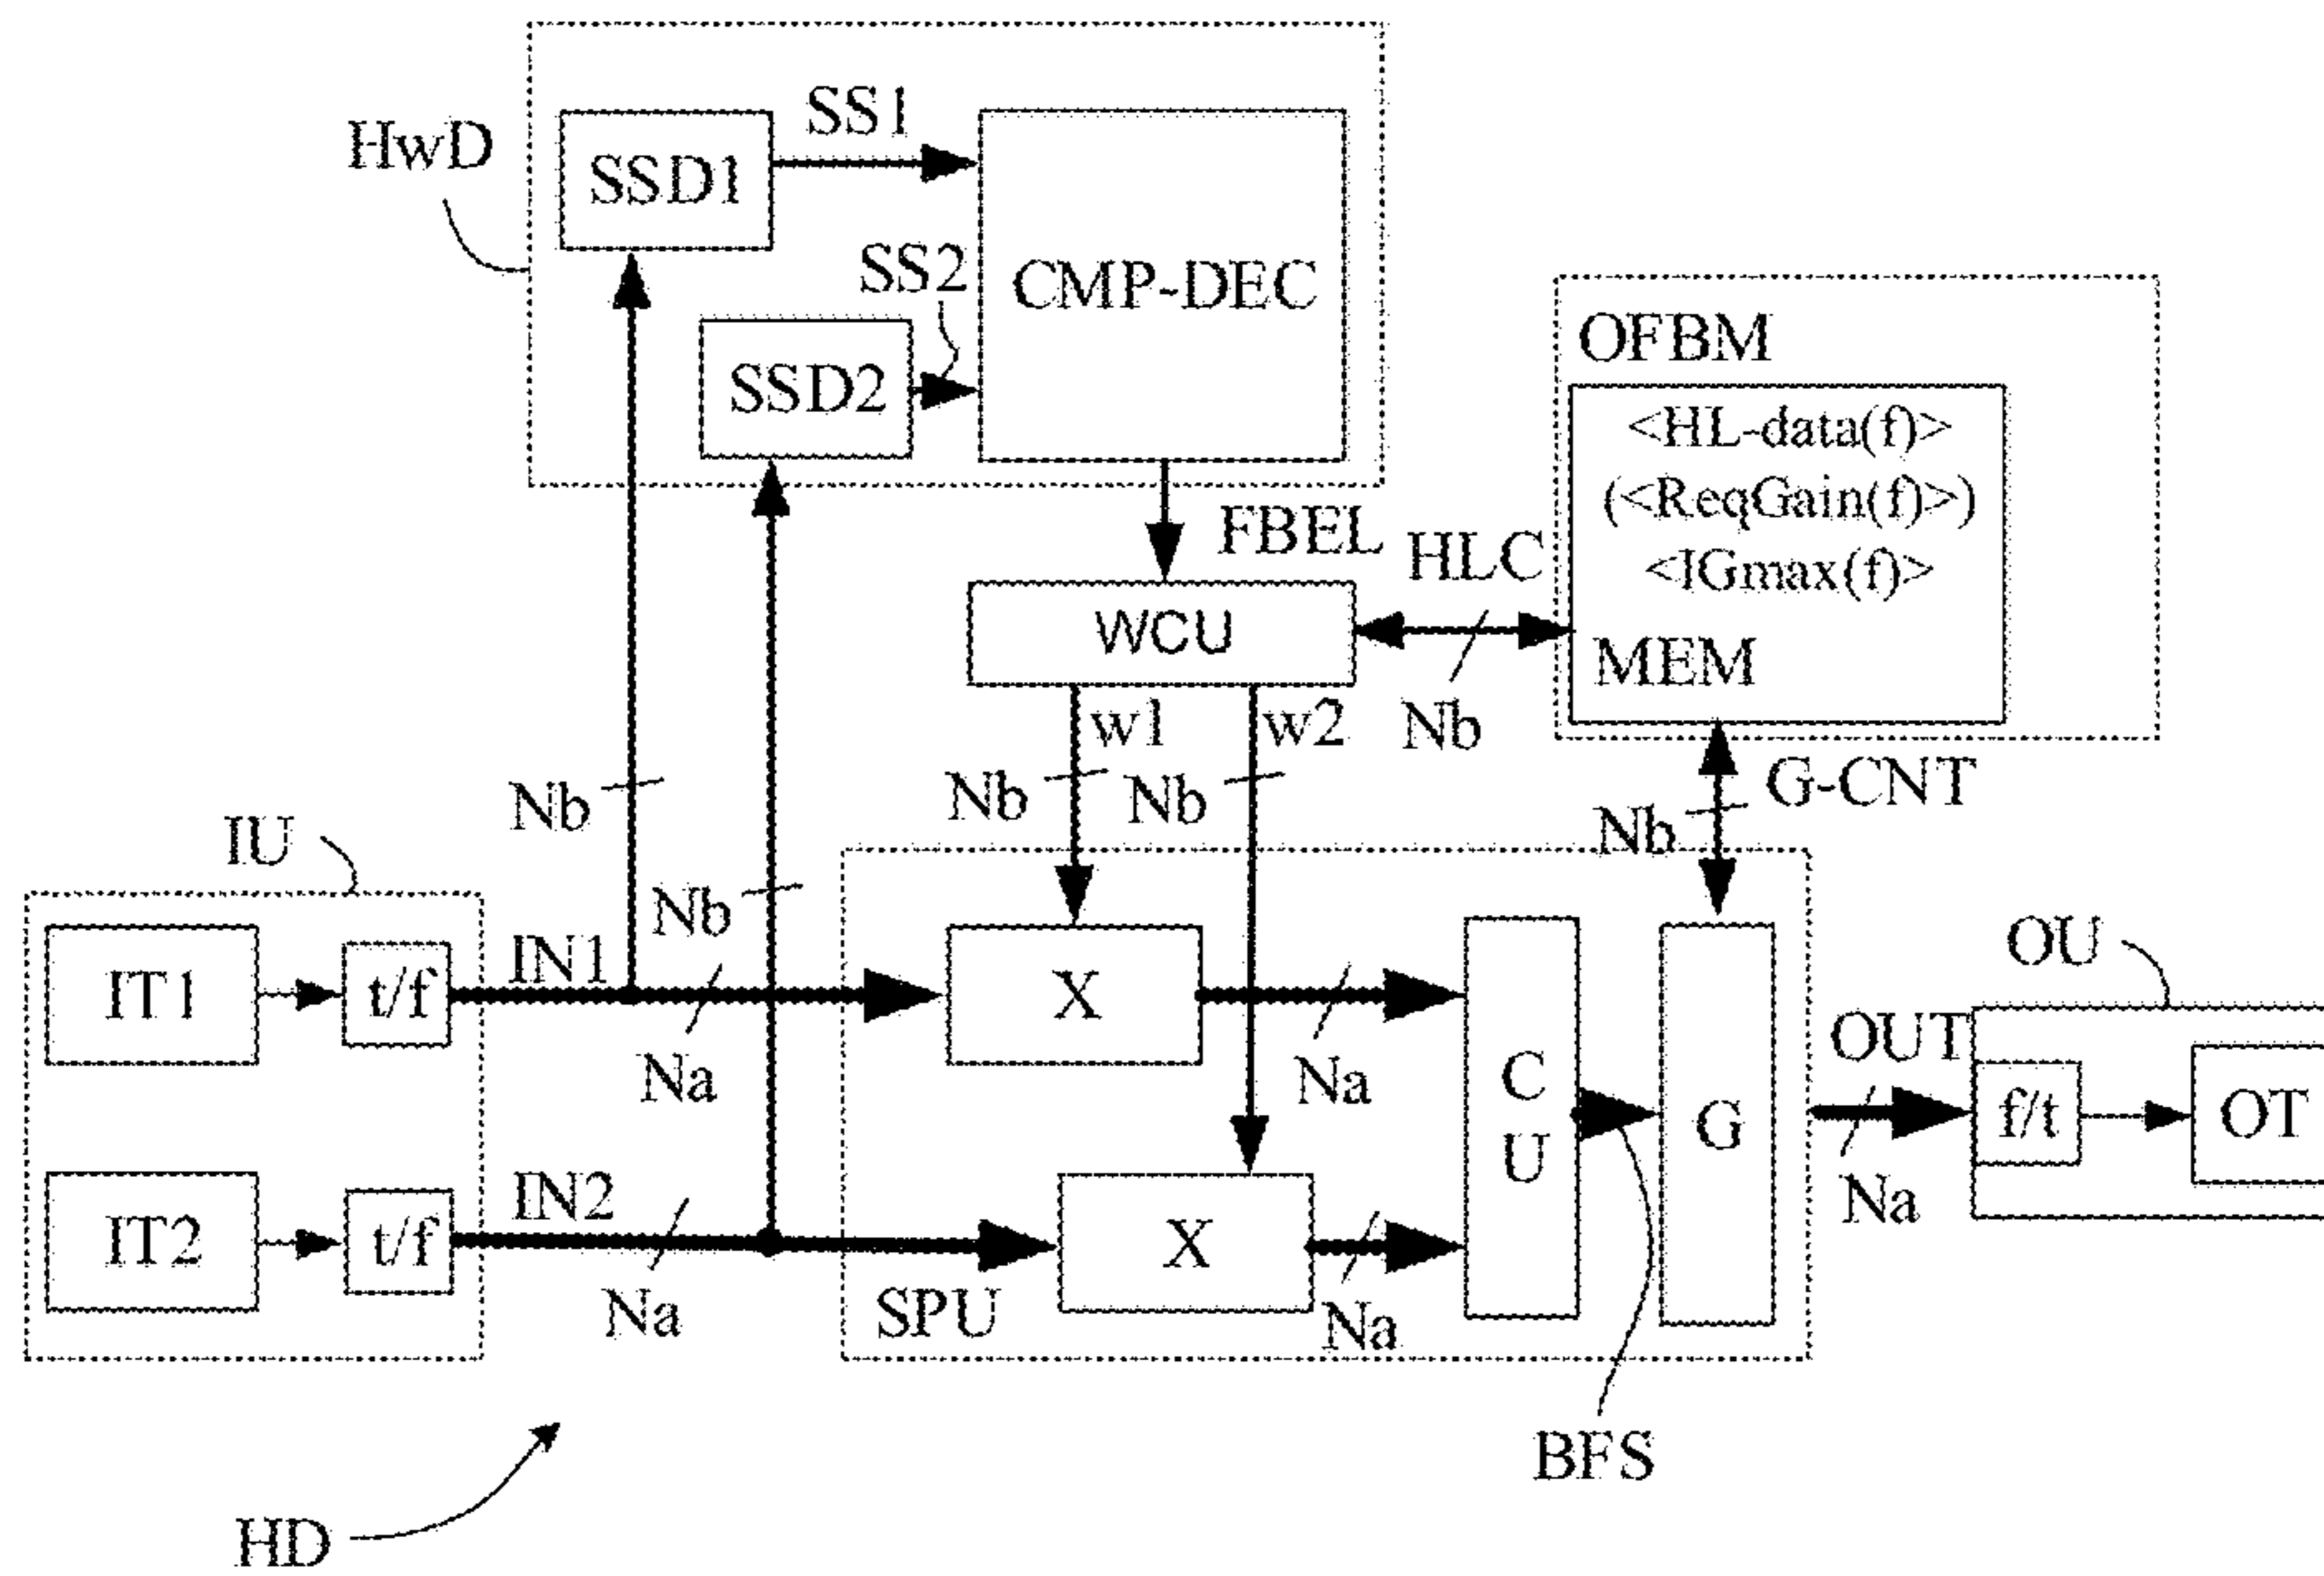 HwD
SSD1
SS1
SS2
SSD2
CMP-DEC
FBEL
OFBM
<HL-data(f)>
(<ReqGain(f)>)
<IGmax(f)>
MEM
HLC
Nb
WCU
w1
w2
Nb
Nb
Nb
Nb
G-CNT
Nb
IU
IT1
t/f
IN1
Na
X
Na
IT2
t/f
IN2
Na
SPU
X
Na
C
U
G
BFS
OUT
Na
OU
f/t
OT
HD